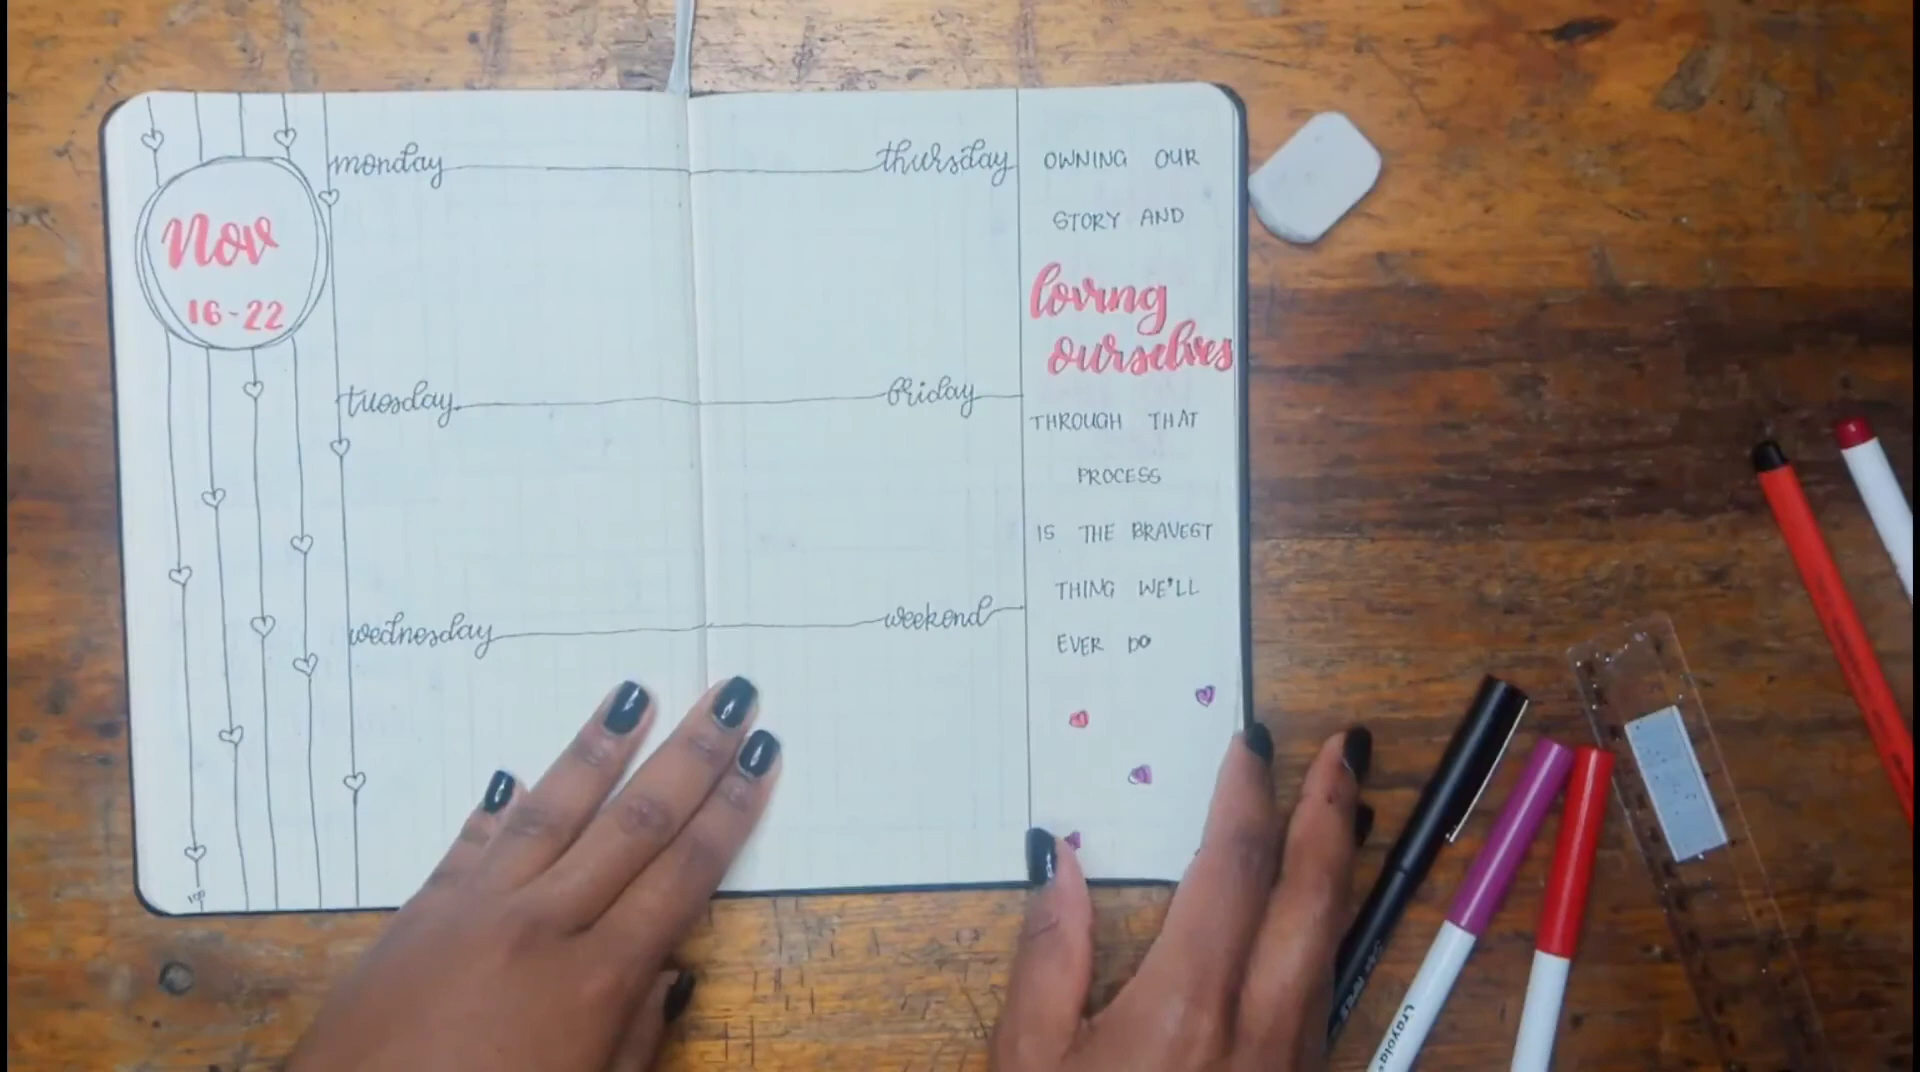 Nov
16-22
monday
tuesday
wednesday
thursday
friday
weekend
OWNING OUR
STORY AND
loving
ourselves
THROUGH THAT
PROCESS
IS THE BRAVEST
THING WE'LL
EVER DO
Crayola